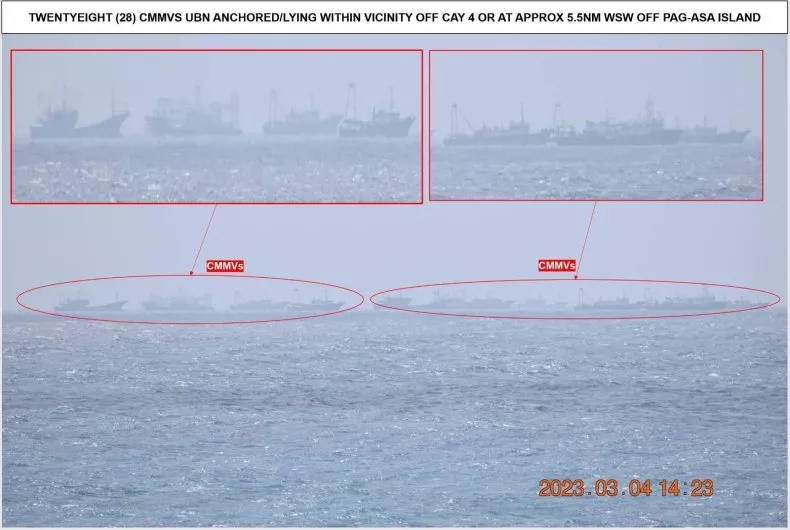 TWENTYEIGHT (28) CMMVS UBN ANCHORED/LYING WITHIN VICINITY OFF CAY 4 OR AT APPROX 5.5NM WSW OFF PAG-ASA ISLAND
CMMVs
CMMVs
2023.03.04 14:23